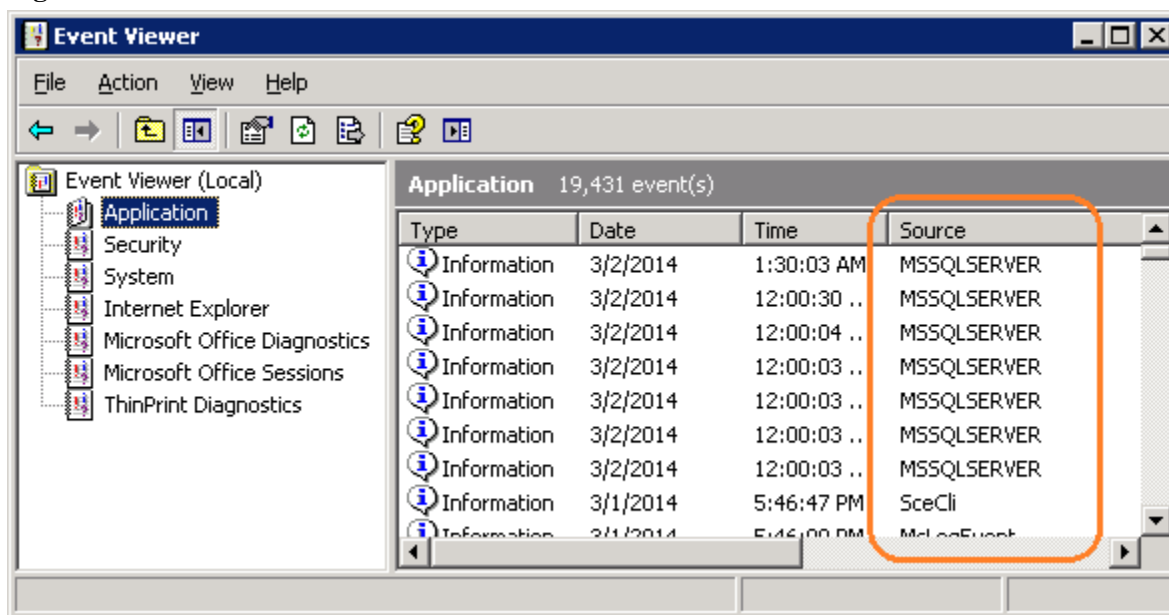 Event Viewer
File Action View Help
Event Viewer (Local)
Application
Security
System
Internet Explorer
Microsoft Office Diagnostics
Microsoft Office Sessions
ThinPrint Diagnostics
Application 19,431 event(s)
Type Date Time Source
Information 3/2/2014 1:30:03 AM MSSQLSERVER
Information 3/2/2014 12:00:30 ... MSSQLSERVER
Information 3/2/2014 12:00:04 ... MSSQLSERVER
Information 3/2/2014 12:00:03 ... MSSQLSERVER
Information 3/2/2014 12:00:03 ... MSSQLSERVER
Information 3/2/2014 12:00:03 ... MSSQLSERVER
Information 3/2/2014 12:00:03 ... MSSQLSERVER
Information 3/1/2014 5:46:47 PM SceCli
Information 3/1/2014 McLogEvent